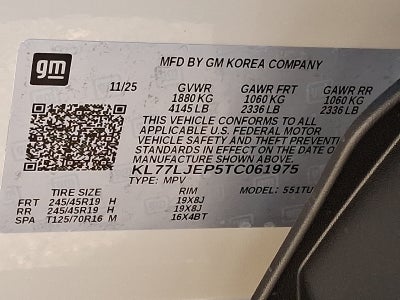 gm
MFD BY GM KOREA COMPANY
11/25 GVWR GAWR FRT GAWR RR
1880 KG 1060 KG 1060 KG
4145 LB 2336 LB 2336 LB
THIS VEHICLE CONFORMS TO ALL
APPLICABLE U.S. FEDERAL MOTOR
VEHICLE SAFETY AND THEFT PREVENTI
STANDARDS IN EFFECT ON THE DATE O
MANUFACTURE SHOWN ABOVE.
KL77LJEP5TC061975
TYPE: MPV MODEL: 551TU
TIRE SIZE RIM
FRT 245/45R19 H 19X8J
RR 245/45R19 H 19X8J
SPA T125/70R16 M 16X4BT